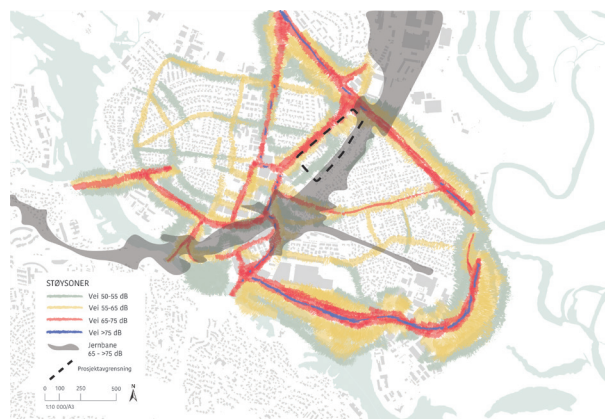 STØYSONER
Vei 50-55 dB
Vei 55-65 dB
Vei 65-75 dB
Vei >75 dB
Jernbane
65 - >75 dB
Prosjektavgrensning
0 100 250 500
1:10 000/A3
N